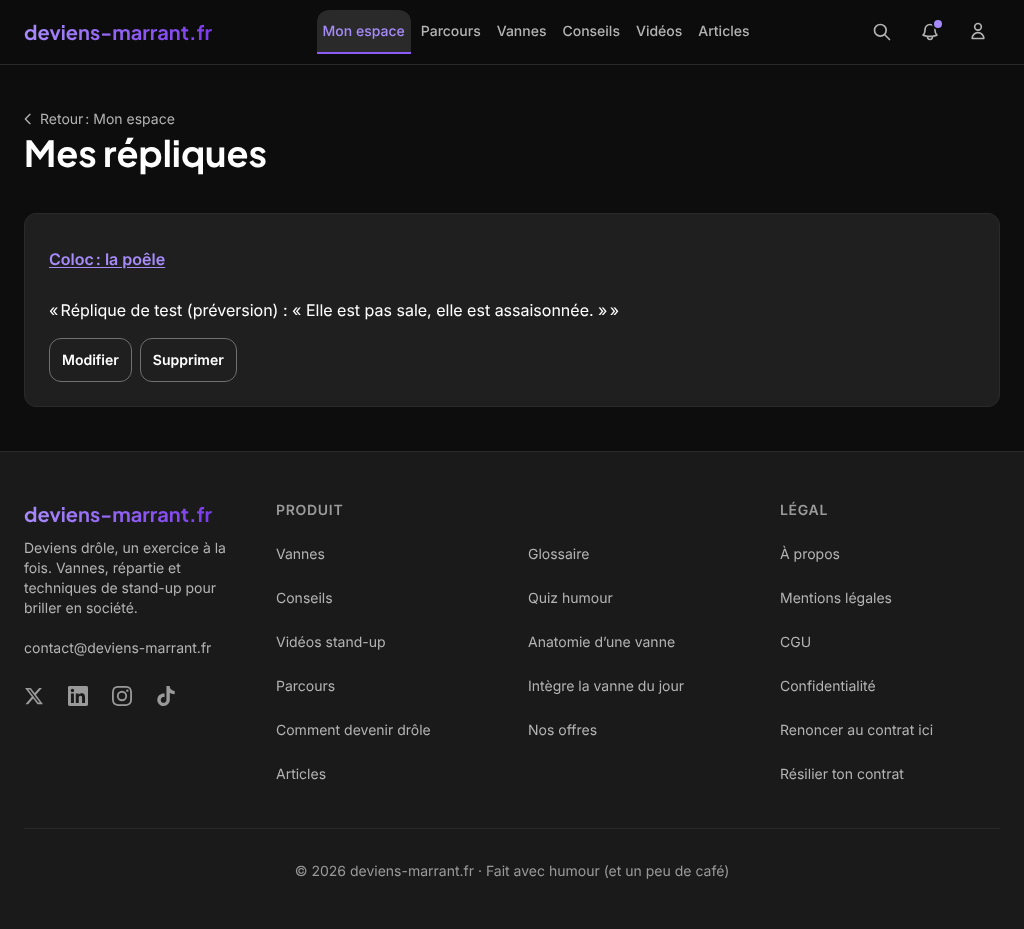 deviens-marrant.fr
Mon espace
Parcours
Vannes
Conseils
Vidéos
Articles
Retour : Mon espace
Mes répliques
Coloc : la poêle
« Réplique de test (préversion) : « Elle est pas sale, elle est assaisonnée. » »
Modifier
Supprimer
deviens-marrant.fr
Deviens drôle, un exercice à la
fois. Vannes, répartie et
techniques de stand-up pour
briller en société.
contact@deviens-marrant.fr
PRODUIT
Vannes
Conseils
Vidéos stand-up
Parcours
Comment devenir drôle
Articles
Glossaire
Quiz humour
Anatomie d’une vanne
Intègre la vanne du jour
Nos offres
LÉGAL
À propos
Mentions légales
CGU
Confidentialité
Renoncer au contrat ici
Résilier ton contrat
© 2026 deviens-marrant.fr · Fait avec humour (et un peu de café)